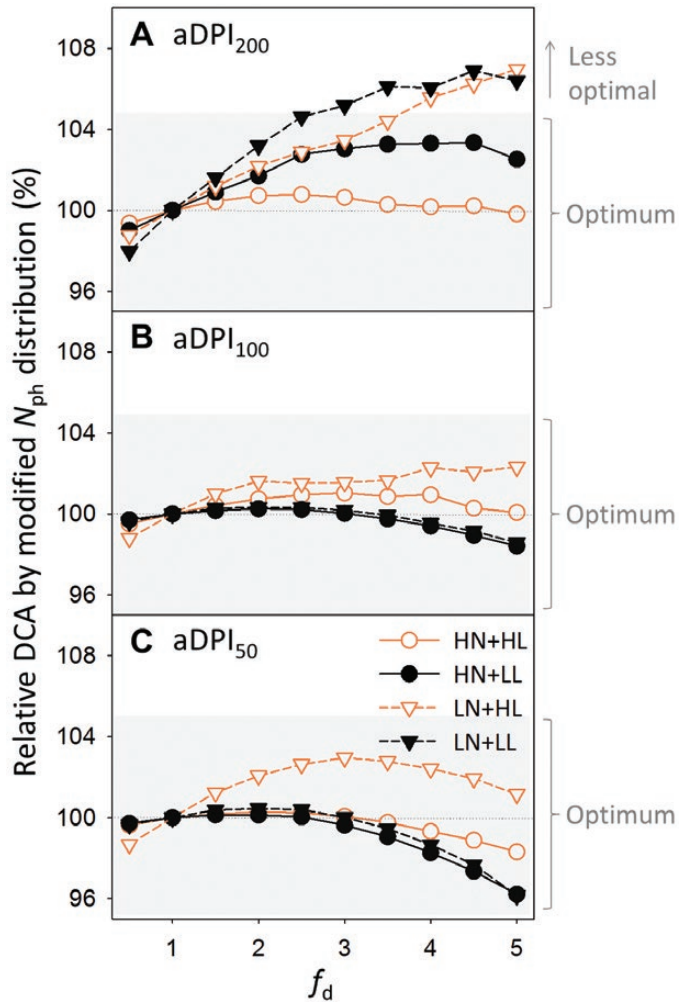 Relative DCA by modified Nph distribution (%)
A aDPI200
108
104
100
96
Less
optimal
Optimum
B aDPI100
108
104
100
96
Optimum
C aDPI50
108
104
100
96
HN+HL
HN+LL
LN+HL
LN+LL
Optimum
1 2 3 4 5
fd